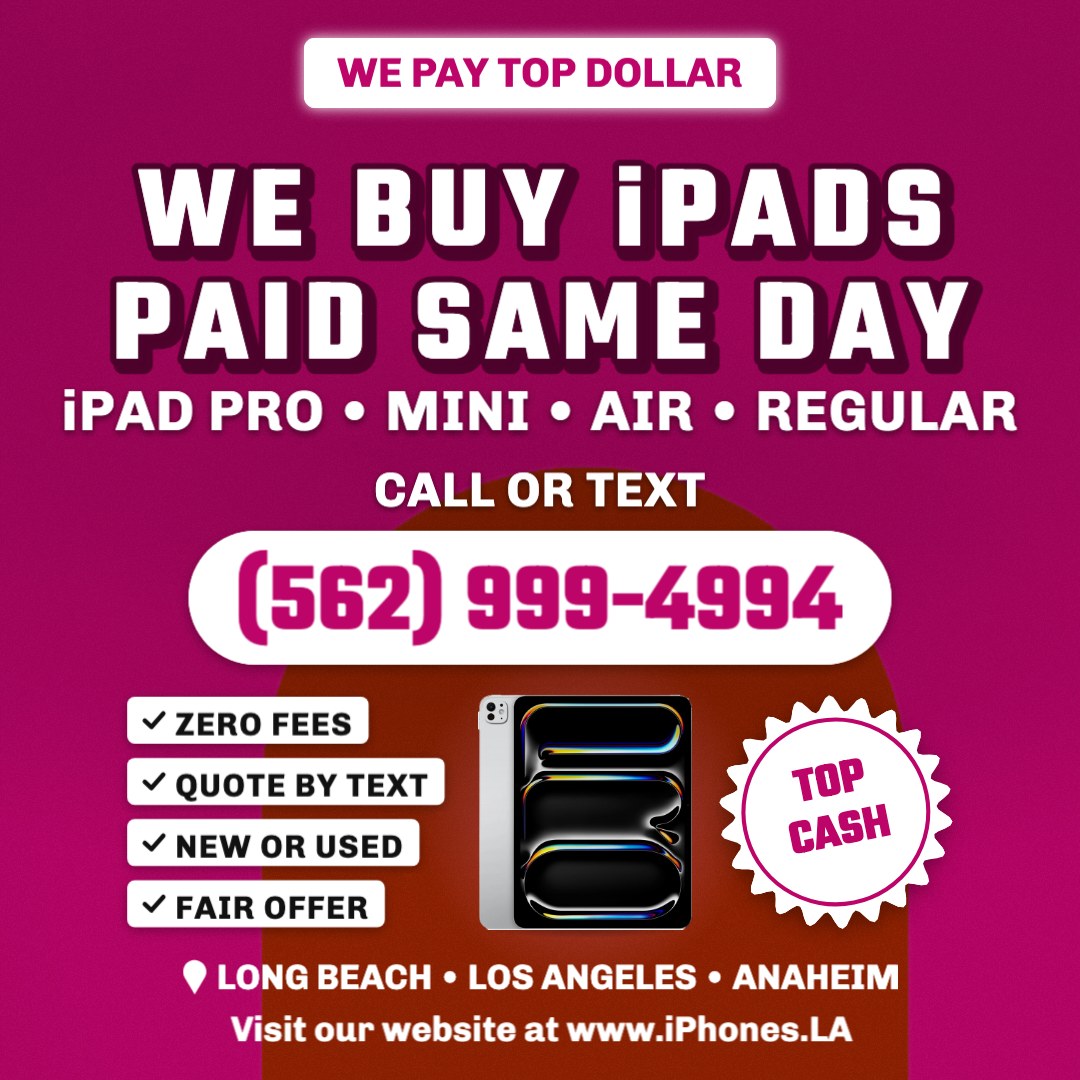 WE PAY TOP DOLLAR
WE BUY iPADS
PAID SAME DAY
iPAD PRO • MINI • AIR • REGULAR
CALL OR TEXT
(562) 999-4994
ZERO FEES
QUOTE BY TEXT
NEW OR USED
FAIR OFFER
TOP
CASH
LONG BEACH • LOS ANGELES • ANAHEIM
Visit our website at www.iPhones.LA